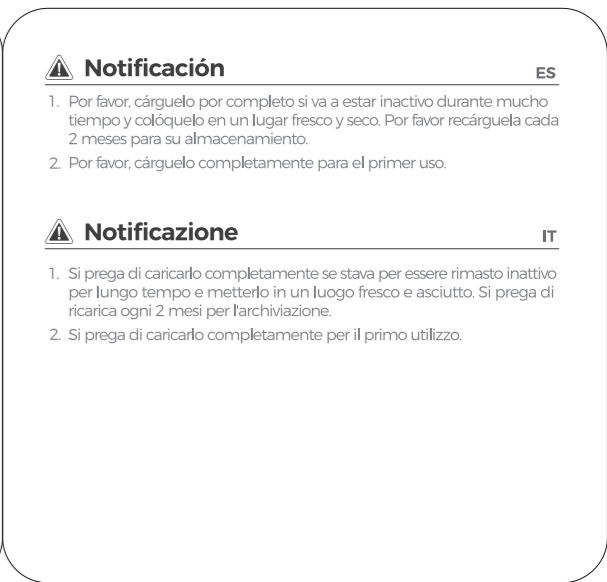 Notificación
ES
1. Por favor, cárguelo por completo si va a estar inactivo durante mucho
tiempo y colóquelo en un lugar fresco y seco. Por favor recárguela cada
2 meses para su almacenamiento.
2. Por favor, cárguelo completamente para el primer uso.
Notificazione
IT
1. Si prega di caricarlo completamente se stava per essere rimasto inattivo
per lungo tempo e metterlo in un luogo fresco e asciutto. Si prega di
ricarica ogni 2 mesi per l'archiviazione.
2. Si prega di caricarlo completamente per il primo utilizzo.